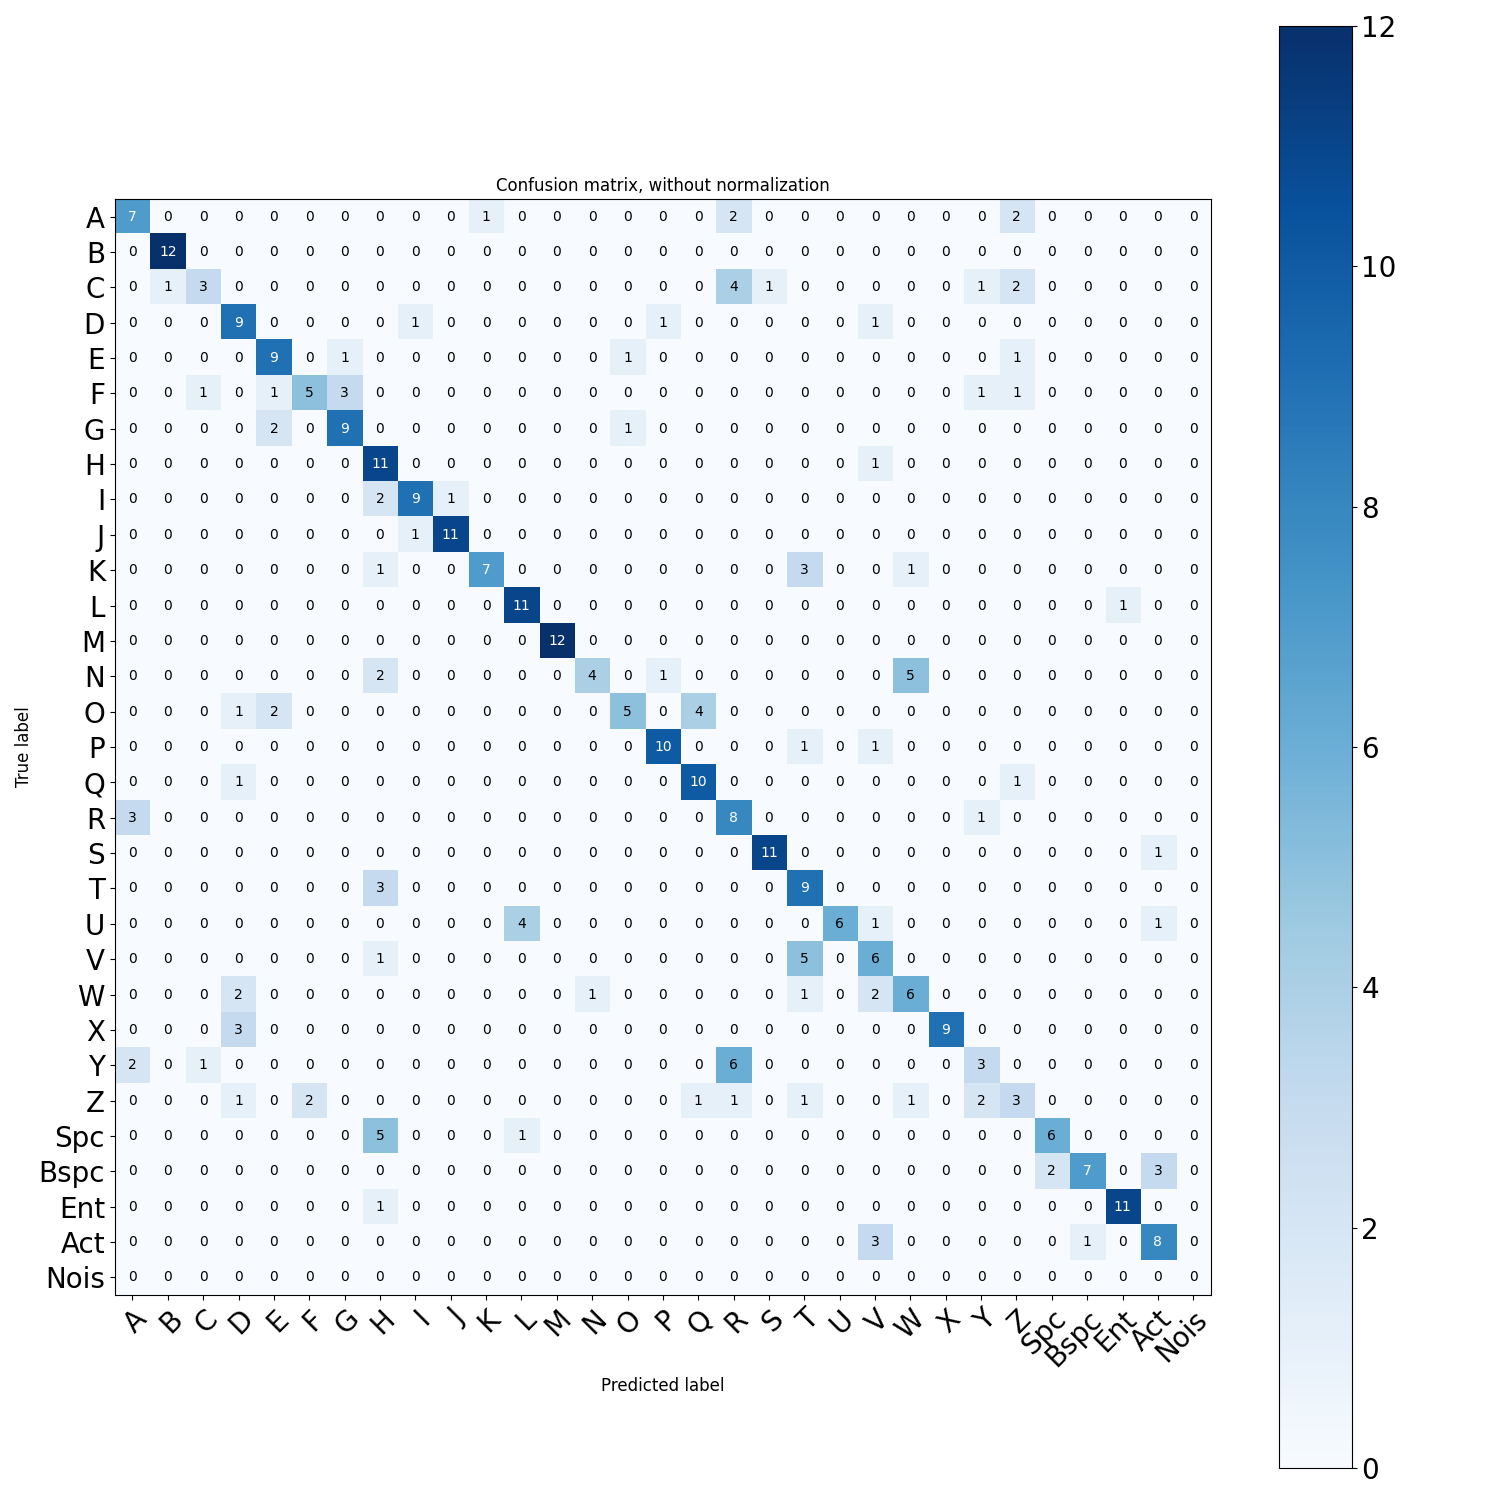 Confusion matrix, without normalization
A 7 0 0 0 0 0 0 0 0 0 1 0 0 0 0 0 0 2 0 0 0 0 0 0 0 2 0 0 0 0 0
B 0 12 0 0 0 0 0 0 0 0 0 0 0 0 0 0 0 0 0 0 0 0 0 0 0 0 0 0 0 0 0
C 0 1 3 0 0 0 0 0 0 0 0 0 0 0 0 0 0 4 1 0 0 0 0 0 1 2 0 0 0 0 0
D 0 0 0 9 0 0 0 0 1 0 0 0 0 0 0 1 0 0 0 0 0 1 0 0 0 0 0 0 0 0 0
E 0 0 0 0 9 0 1 0 0 0 0 0 0 0 1 0 0 0 0 0 0 0 0 0 0 1 0 0 0 0 0
F 0 0 1 0 1 5 3 0 0 0 0 0 0 0 0 0 0 0 0 0 0 0 0 0 1 1 0 0 0 0 0
G 0 0 0 0 2 0 9 0 0 0 0 0 0 0 1 0 0 0 0 0 0 0 0 0 0 0 0 0 0 0 0
H 0 0 0 0 0 0 0 11 0 0 0 0 0 0 0 0 0 0 0 0 0 1 0 0 0 0 0 0 0 0 0
I 0 0 0 0 0 0 0 2 9 1 0 0 0 0 0 0 0 0 0 0 0 0 0 0 0 0 0 0 0 0 0
J 0 0 0 0 0 0 0 0 1 11 0 0 0 0 0 0 0 0 0 0 0 0 0 0 0 0 0 0 0 0 0
K 0 0 0 0 0 0 0 1 0 0 7 0 0 0 0 0 0 0 0 3 0 0 1 0 0 0 0 0 0 0 0
L 0 0 0 0 0 0 0 0 0 0 0 11 0 0 0 0 0 0 0 0 0 0 0 0 0 0 0 0 1 0 0
M 0 0 0 0 0 0 0 0 0 0 0 0 12 0 0 0 0 0 0 0 0 0 0 0 0 0 0 0 0 0 0
N 0 0 0 0 0 0 0 2 0 0 0 0 0 4 0 1 0 0 0 0 0 0 5 0 0 0 0 0 0 0 0
O 0 0 0 1 2 0 0 0 0 0 0 0 0 0 5 0 4 0 0 0 0 0 0 0 0 0 0 0 0 0 0
P 0 0 0 0 0 0 0 0 0 0 0 0 0 0 0 10 0 0 0 1 0 1 0 0 0 0 0 0 0 0 0
Q 0 0 0 1 0 0 0 0 0 0 0 0 0 0 0 0 10 0 0 0 0 0 0 0 0 1 0 0 0 0 0
R 3 0 0 0 0 0 0 0 0 0 0 0 0 0 0 0 0 8 0 0 0 0 0 0 1 0 0 0 0 0 0
S 0 0 0 0 0 0 0 0 0 0 0 0 0 0 0 0 0 0 11 0 0 0 0 0 0 0 0 0 0 1 0
T 0 0 0 0 0 0 0 3 0 0 0 0 0 0 0 0 0 0 0 9 0 0 0 0 0 0 0 0 0 0 0
U 0 0 0 0 0 0 0 0 0 0 0 4 0 0 0 0 0 0 0 0 6 1 0 0 0 0 0 0 0 1 0
V 0 0 0 0 0 0 0 1 0 0 0 0 0 0 0 0 0 0 0 5 0 6 0 0 0 0 0 0 0 0 0
W 0 0 0 2 0 0 0 0 0 0 0 0 0 1 0 0 0 0 0 1 0 2 6 0 0 0 0 0 0 0 0
X 0 0 0 3 0 0 0 0 0 0 0 0 0 0 0 0 0 0 0 0 0 0 0 9 0 0 0 0 0 0 0
Y 2 0 1 0 0 0 0 0 0 0 0 0 0 0 0 0 0 6 0 0 0 0 0 0 3 0 0 0 0 0 0
Z 0 0 0 1 0 2 0 0 0 0 0 0 0 0 0 0 1 1 0 1 0 0 1 0 2 3 0 0 0 0 0
Spc 0 0 0 0 0 0 0 5 0 0 0 1 0 0 0 0 0 0 0 0 0 0 0 0 0 0 6 0 0 0 0
Bspc 0 0 0 0 0 0 0 0 0 0 0 0 0 0 0 0 0 0 0 0 0 0 0 0 0 0 2 7 0 3 0
Ent 0 0 0 0 0 0 0 1 0 0 0 0 0 0 0 0 0 0 0 0 0 0 0 0 0 0 0 0 11 0 0
Act 0 0 0 0 0 0 0 0 0 0 0 0 0 0 0 0 0 0 0 0 0 3 0 0 0 0 0 1 0 8 0
Nois 0 0 0 0 0 0 0 0 0 0 0 0 0 0 0 0 0 0 0 0 0 0 0 0 0 0 0 0 0 0 0
A B C D E F G H I J K L M N O P Q R S T U V W X Y Z Spc Bspc Ent Act Nois
Predicted label
True label
12
10
8
6
4
2
0